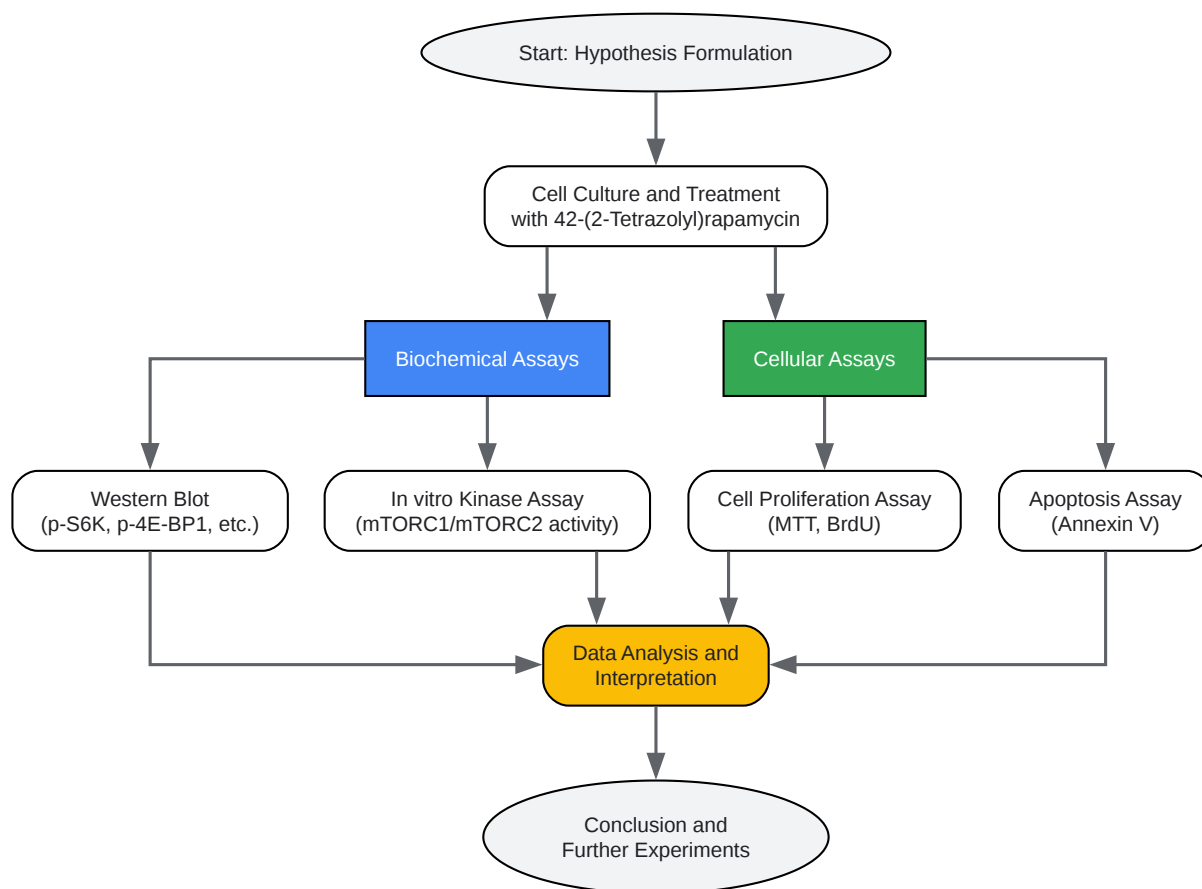 Start: Hypothesis Formulation
Cell Culture and Treatment
with 42-(2-Tetrazolyl)rapamycin
Biochemical Assays
Cellular Assays
Western Blot
(p-S6K, p-4E-BP1, etc.)
In vitro Kinase Assay
(mTORC1/mTORC2 activity)
Cell Proliferation Assay
(MTT, BrdU)
Apoptosis Assay
(Annexin V)
Data Analysis and
Interpretation
Conclusion and
Further Experiments